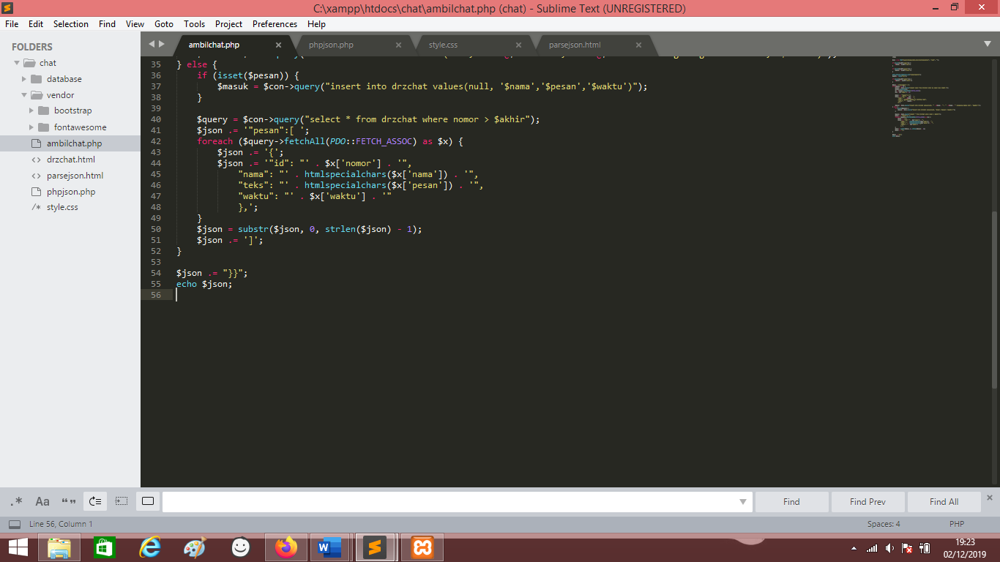 C:\xampp\htdocs\chat\ambilchat.php (chat) - Sublime Text (UNREGISTERED)
File Edit Selection Find View Goto Tools Project Preferences Help
FOLDERS
chat
database
vendor
bootstrap
fontawesome
ambilchat.php
drzchat.html
parsejson.html
phpjson.php
style.css
ambilchat.php phpjson.php style.css parsejson.html
35 } else {
36 if (isset($pesan)) {
37 $masuk = $con->query("insert into drzchat values(null, '$nama','$pesan','$waktu')");
38 }
39
40 $query = $con->query("select * from drzchat where nomor > $akhir");
41 $json .= '"pesan":[ ';
42 foreach ($query->fetchAll(PDO::FETCH_ASSOC) as $x) {
43 $json .= '{';
44 $json .= '"id": "' . $x['nomor'] . '",
45 "nama": "' . htmlspecialchars($x['nama']) . '",
46 "teks": "' . htmlspecialchars($x['pesan']) . '",
47 "waktu": "' . $x['waktu'] . '"
48 },';
49 }
50 $json = substr($json, 0, strlen($json) - 1);
51 $json .= ']';
52 }
53
54 $json .= "}}";
55 echo $json;
56
.* Aa Find Find Prev Find All
Line 56, Column 1 Spaces: 4 PHP
19:23
02/12/2019